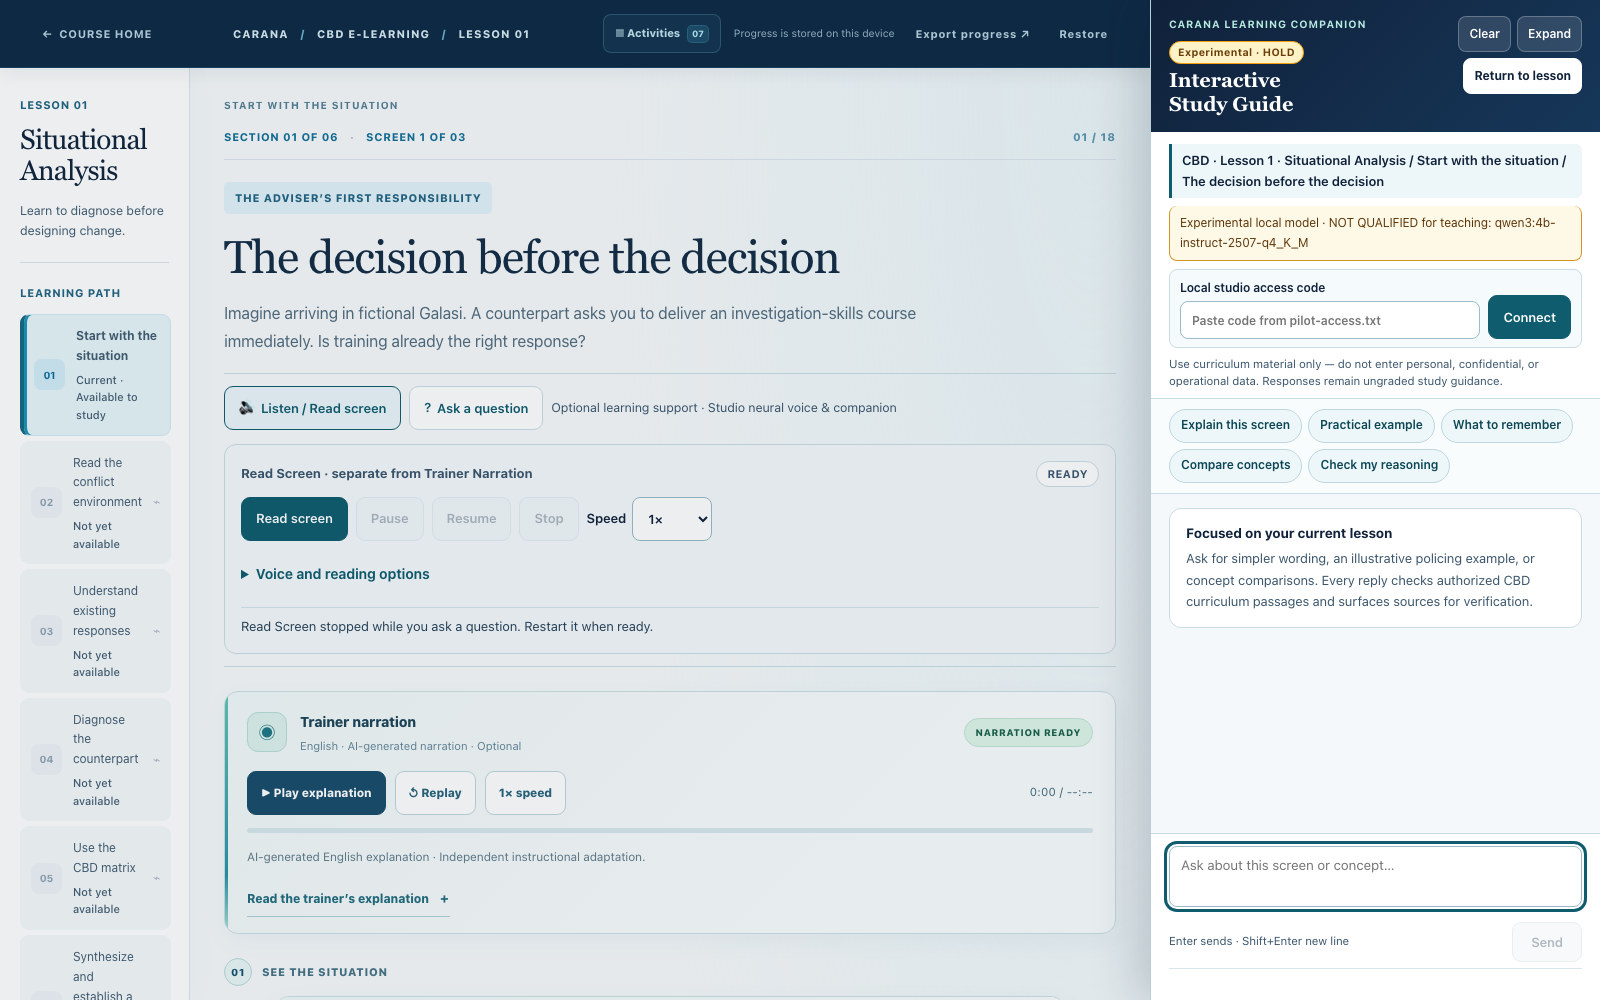 ← COURSE HOME
CARANA / CBD E-LEARNING / LESSON 01
Activities 07
Progress is stored on this device
Export progress ↗
Restore
LESSON 01
Situational
Analysis
Learn to diagnose before
designing change.
LEARNING PATH
01
Start with the
situation
Current ·
Available to
study
02
Read the
conflict
environment
Not yet
available
03
Understand
existing
responses
Not yet
available
04
Diagnose
the
counterpart
Not yet
available
05
Use the
CBD matrix
Not yet
available
Synthesize
and
establish a
START WITH THE SITUATION
SECTION 01 OF 06 · SCREEN 1 OF 03
01 / 18
THE ADVISER’S FIRST RESPONSIBILITY
The decision before the decision
Imagine arriving in fictional Galasi. A counterpart asks you to deliver an investigation-skills course
immediately. Is training already the right response?
Listen / Read screen
? Ask a question
Optional learning support · Studio neural voice & companion
Read Screen · separate from Trainer Narration
READY
Read screen
Pause
Resume
Stop
Speed
1×
▶ Voice and reading options
Read Screen stopped while you ask a question. Restart it when ready.
Trainer narration
English · AI-generated narration · Optional
NARRATION READY
▶ Play explanation
↺ Replay
1× speed
0:00 / --:--
AI-generated English explanation · Independent instructional adaptation.
Read the trainer’s explanation +
01 SEE THE SITUATION
CARANA LEARNING COMPANION
Experimental · HOLD
Interactive
Study Guide
Clear
Expand
Return to lesson
CBD · Lesson 1 · Situational Analysis / Start with the situation /
The decision before the decision
Experimental local model · NOT QUALIFIED for teaching: qwen3:4b-
instruct-2507-q4_K_M
Local studio access code
Paste code from pilot-access.txt
Connect
Use curriculum material only — do not enter personal, confidential, or
operational data. Responses remain ungraded study guidance.
Explain this screen
Practical example
What to remember
Compare concepts
Check my reasoning
Focused on your current lesson
Ask for simpler wording, an illustrative policing example, or
concept comparisons. Every reply checks authorized CBD
curriculum passages and surfaces sources for verification.
Ask about this screen or concept…
Enter sends · Shift+Enter new line
Send